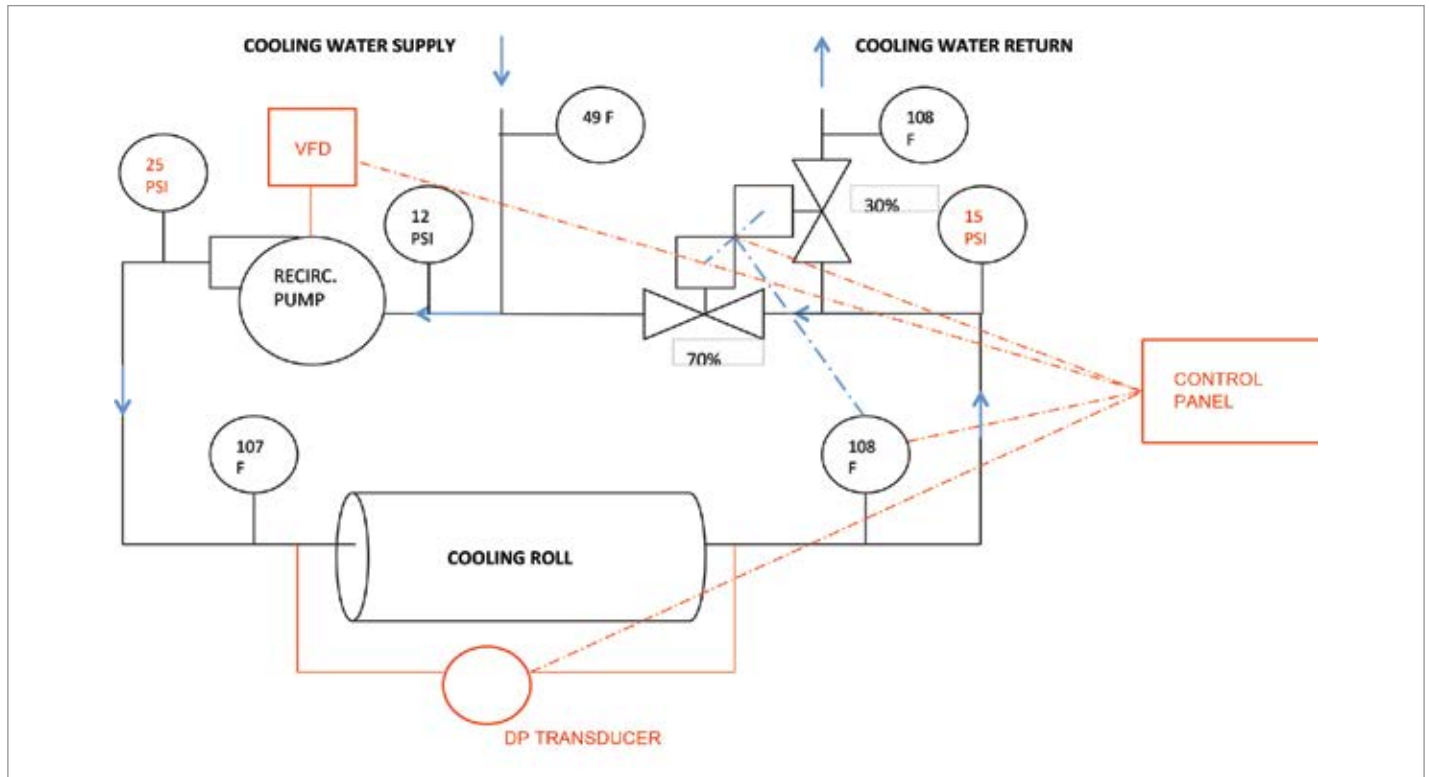 COOLING WATER SUPPLY
COOLING WATER RETURN
49 F
108
F
VFD
25
PSI
12
PSI
30%
15
PSI
RECIRC.
PUMP
70%
CONTROL
PANEL
107
F
108
F
COOLING ROLL
DP TRANSDUCER